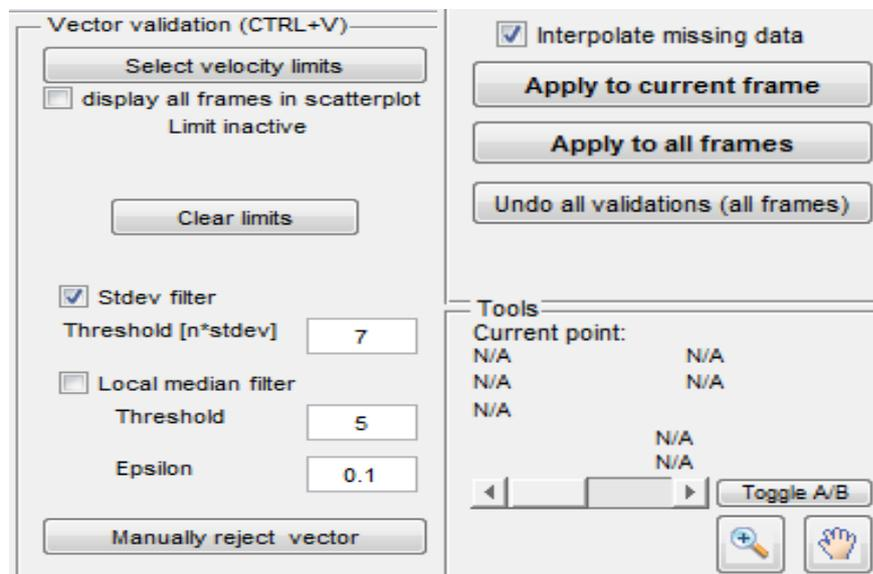 Vector validation (CTRL+V)
Select velocity limits
display all frames in scatterplot
Limit inactive
Clear limits
Stdev filter
Threshold [n*stdev]
7
Local median filter
Threshold
5
Epsilon
0.1
Manually reject vector
Interpolate missing data
Apply to current frame
Apply to all frames
Undo all validations (all frames)
Tools
Current point:
N/A N/A
N/A N/A
N/A
N/A
N/A
Toggle A/B